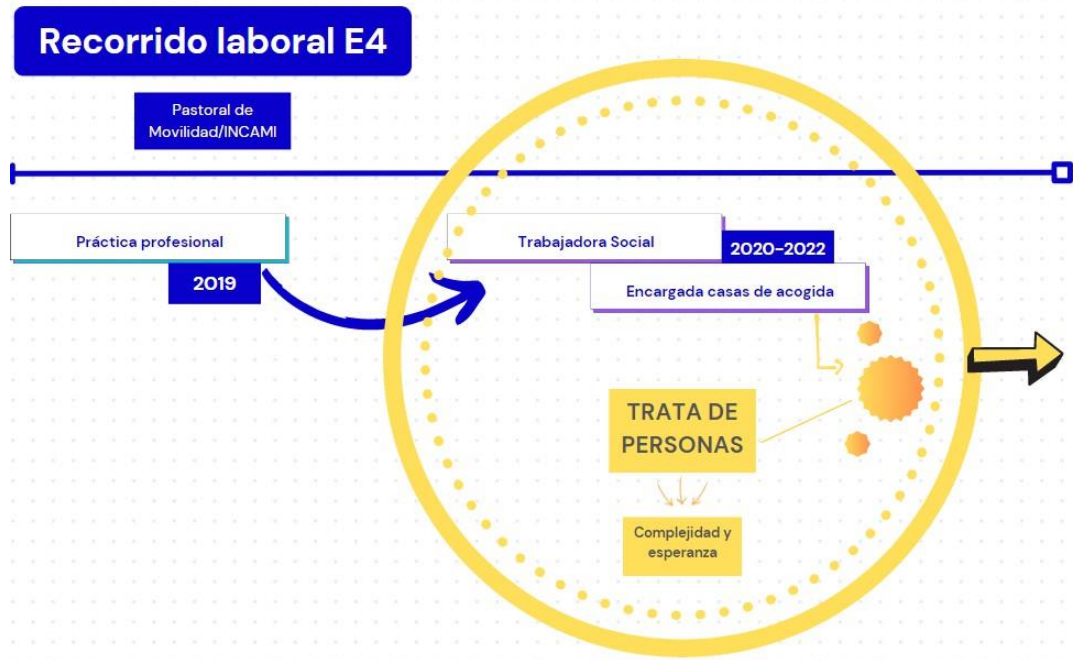 Recorrido laboral E4
Pastoral de
Movilidad/INCAMI
Práctica profesional
2019
Trabajadora Social
2020-2022
Encargada casas de acogida
TRATA DE
PERSONAS
Complejidad y
esperanza